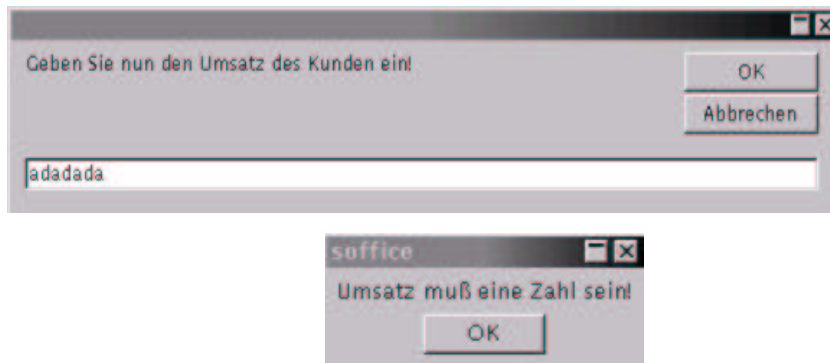 Geben Sie nun den Umsatz des Kunden ein!
OK
Abbrechen
adadada
soffice
Umsatz muß eine Zahl sein!
OK